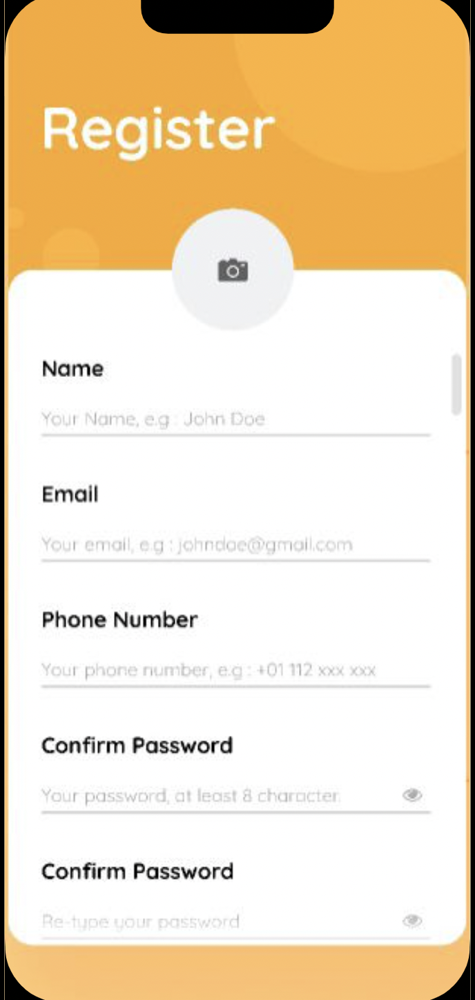 Register
Name
Your Name, e.g : John Doe
Email
Your email, e.g : johndoe@gmail.com
Phone Number
Your phone number, e.g : +01 112 xxx xxx
Confirm Password
Your password, at least 8 character.
Confirm Password
Re-type your password